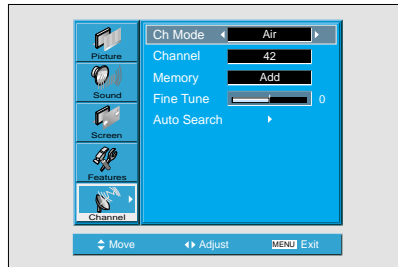 Picture
Sound
Screen
Features
Channel
Ch Mode Air
Channel 42
Memory Add
Fine Tune 0
Auto Search
Move Adjust MENU Exit